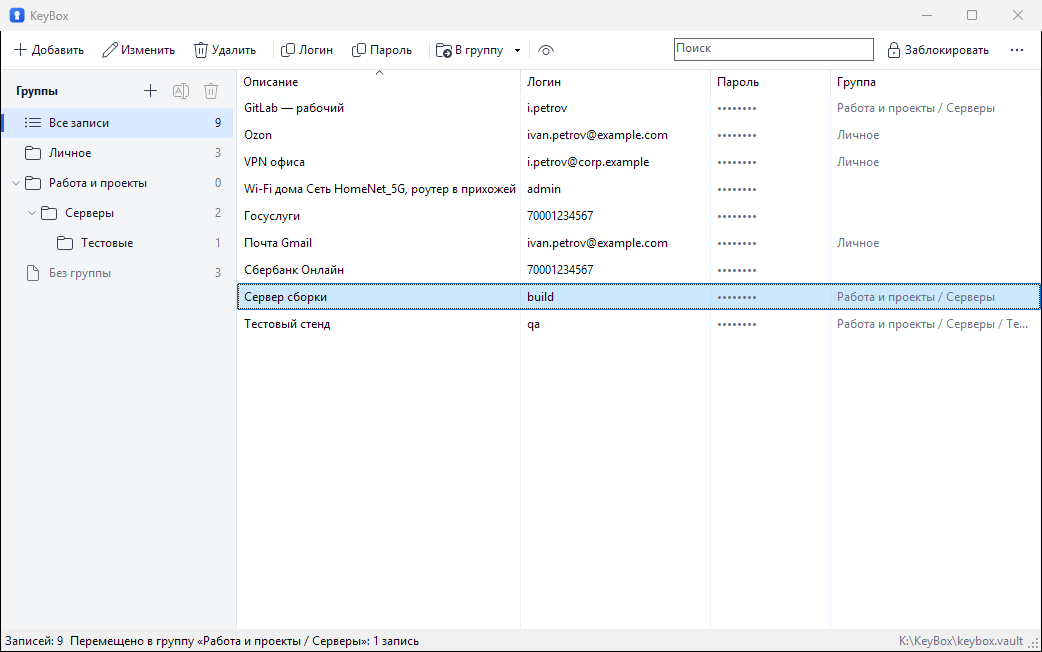 KeyBox
Добавить Изменить Удалить Логин Пароль В группу Поиск Заблокировать
Группы
Все записи 9
Личное 3
Работа и проекты 0
Серверы 2
Тестовые 1
Без группы 3
Описание Логин Пароль Группа
GitLab — рабочий i.petrov •••••••• Работа и проекты / Серверы
Ozon ivan.petrov@example.com •••••••• Личное
VPN офиса i.petrov@corp.example •••••••• Личное
Wi-Fi дома Сеть HomeNet_5G, роутер в прихожей admin ••••••••
Госуслуги 70001234567 ••••••••
Почта Gmail ivan.petrov@example.com •••••••• Личное
Сбербанк Онлайн 70001234567 ••••••••
Сервер сборки build •••••••• Работа и проекты / Серверы
Тестовый стенд qa •••••••• Работа и проекты / Серверы / Те...
Записей: 9 Перемещено в группу «Работа и проекты / Серверы»: 1 запись K:\KeyBox\keybox.vault